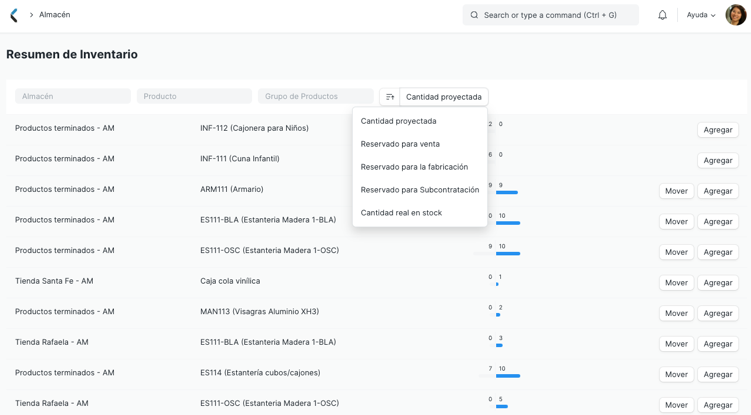 Almacén
Search or type a command (Ctrl + G)
Ayuda
Resumen de Inventario
Almacén Producto Grupo de Productos Cantidad proyectada
Cantidad proyectada
Reservado para venta
Reservado para la fabricación
Reservado para Subcontratación
Cantidad real en stock
Productos terminados - AM INF-112 (Cajonera para Niños) 2 0 Agregar
Productos terminados - AM INF-111 (Cuna Infantil) 6 0 Agregar
Productos terminados - AM ARM111 (Armario) 9 9 Mover Agregar
Productos terminados - AM ES111-BLA (Estanteria Madera 1-BLA) 0 10 Mover Agregar
Productos terminados - AM ES111-OSC (Estanteria Madera 1-OSC) 9 10 Mover Agregar
Tienda Santa Fe - AM Caja cola vinílica 0 1 Mover Agregar
Productos terminados - AM MAN113 (Visagras Aluminio XH3) 0 2 Mover Agregar
Tienda Rafaela - AM ES111-BLA (Estanteria Madera 1-BLA) 0 3 Mover Agregar
Productos terminados - AM ES114 (Estantería cubos/cajones) 7 10 Mover Agregar
Tienda Rafaela - AM ES111-OSC (Estanteria Madera 1-OSC) 0 5 Mover Agregar